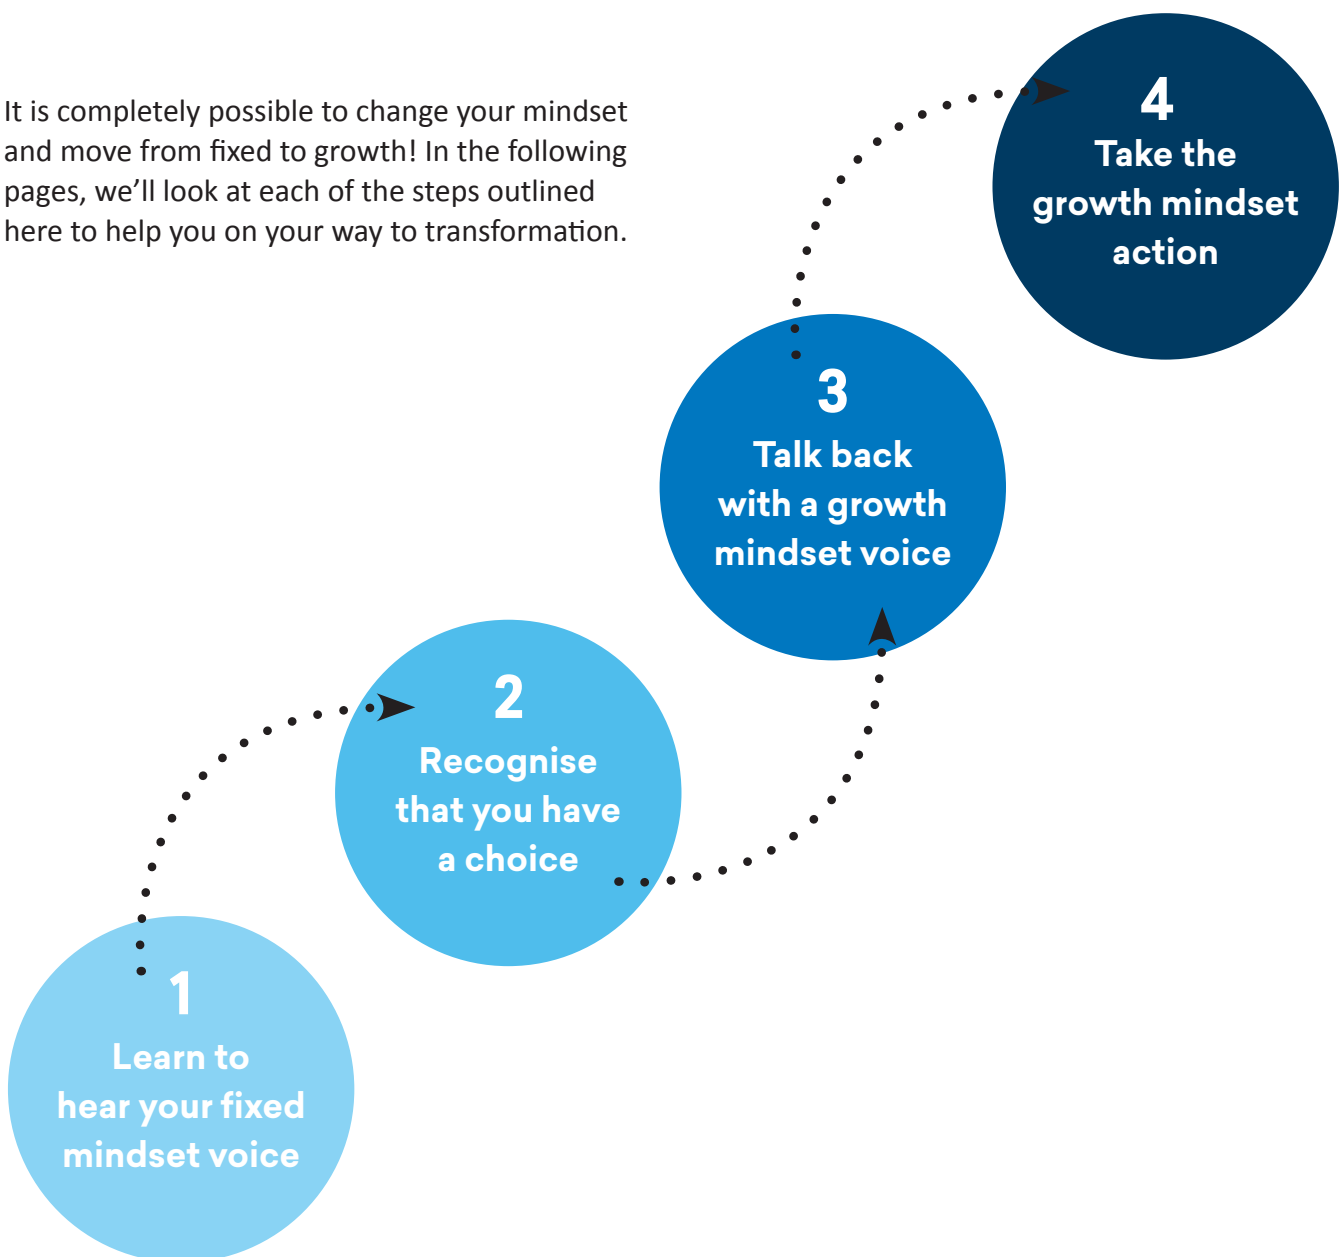 It is completely possible to change your mindset
and move from fixed to growth! In the following
pages, we’ll look at each of the steps outlined
here to help you on your way to transformation.
1
Learn to
hear your fixed
mindset voice
2
Recognise
that you have
a choice
3
Talk back
with a growth
mindset voice
4
Take the
growth mindset
action